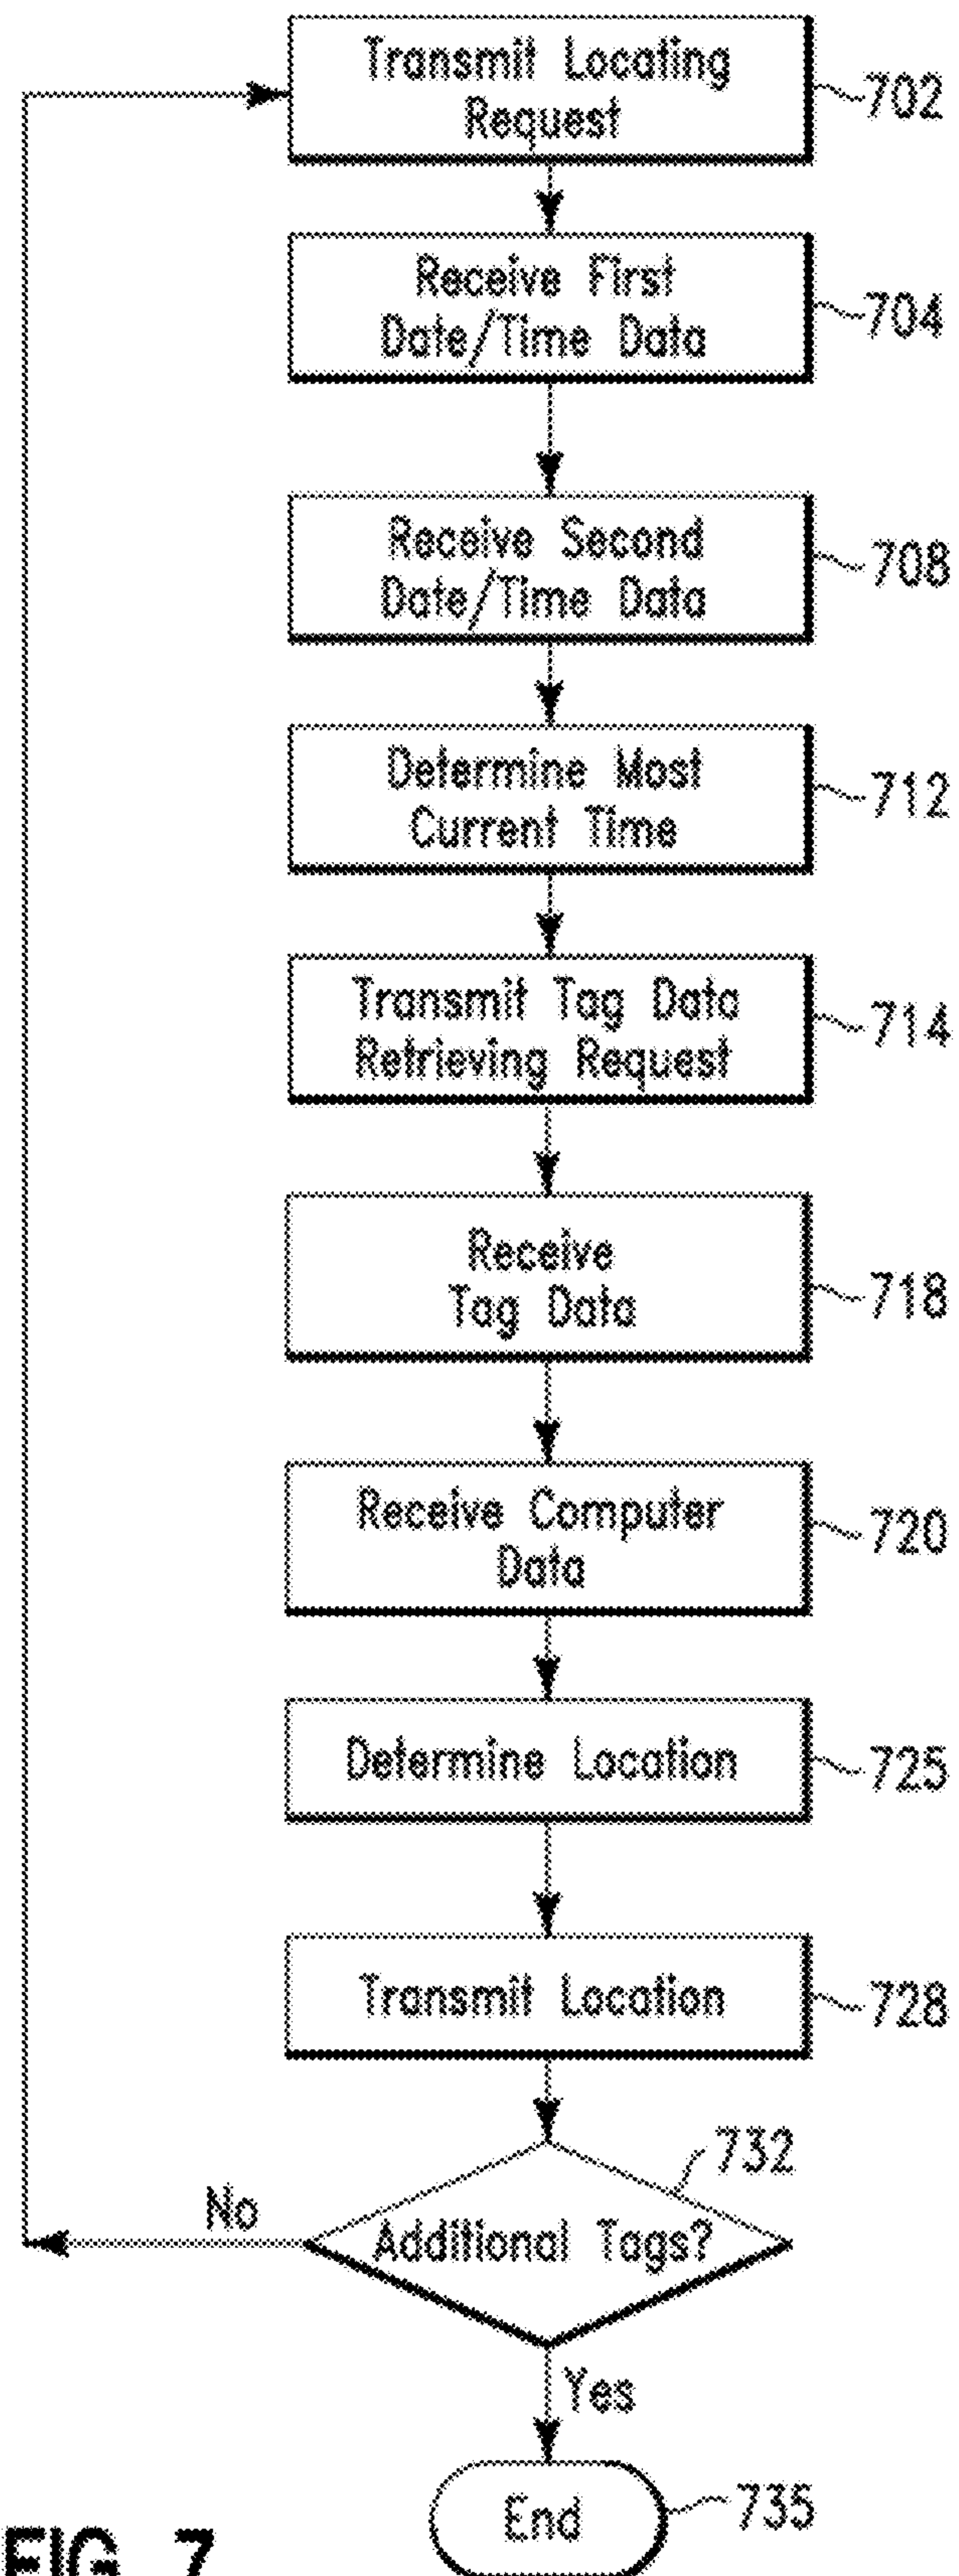 Transmit Locating
Request
702
Receive First
Date/Time Data
704
Receive Second
Date/Time Data
708
Determine Most
Current Time
712
Transmit Tag Data
Retrieving Request
714
Receive
Tag Data
718
Receive Computer
Data
720
Determine Location
725
Transmit Location
728
732
No
Additional Tags?
Yes
End
735
FIG. 7